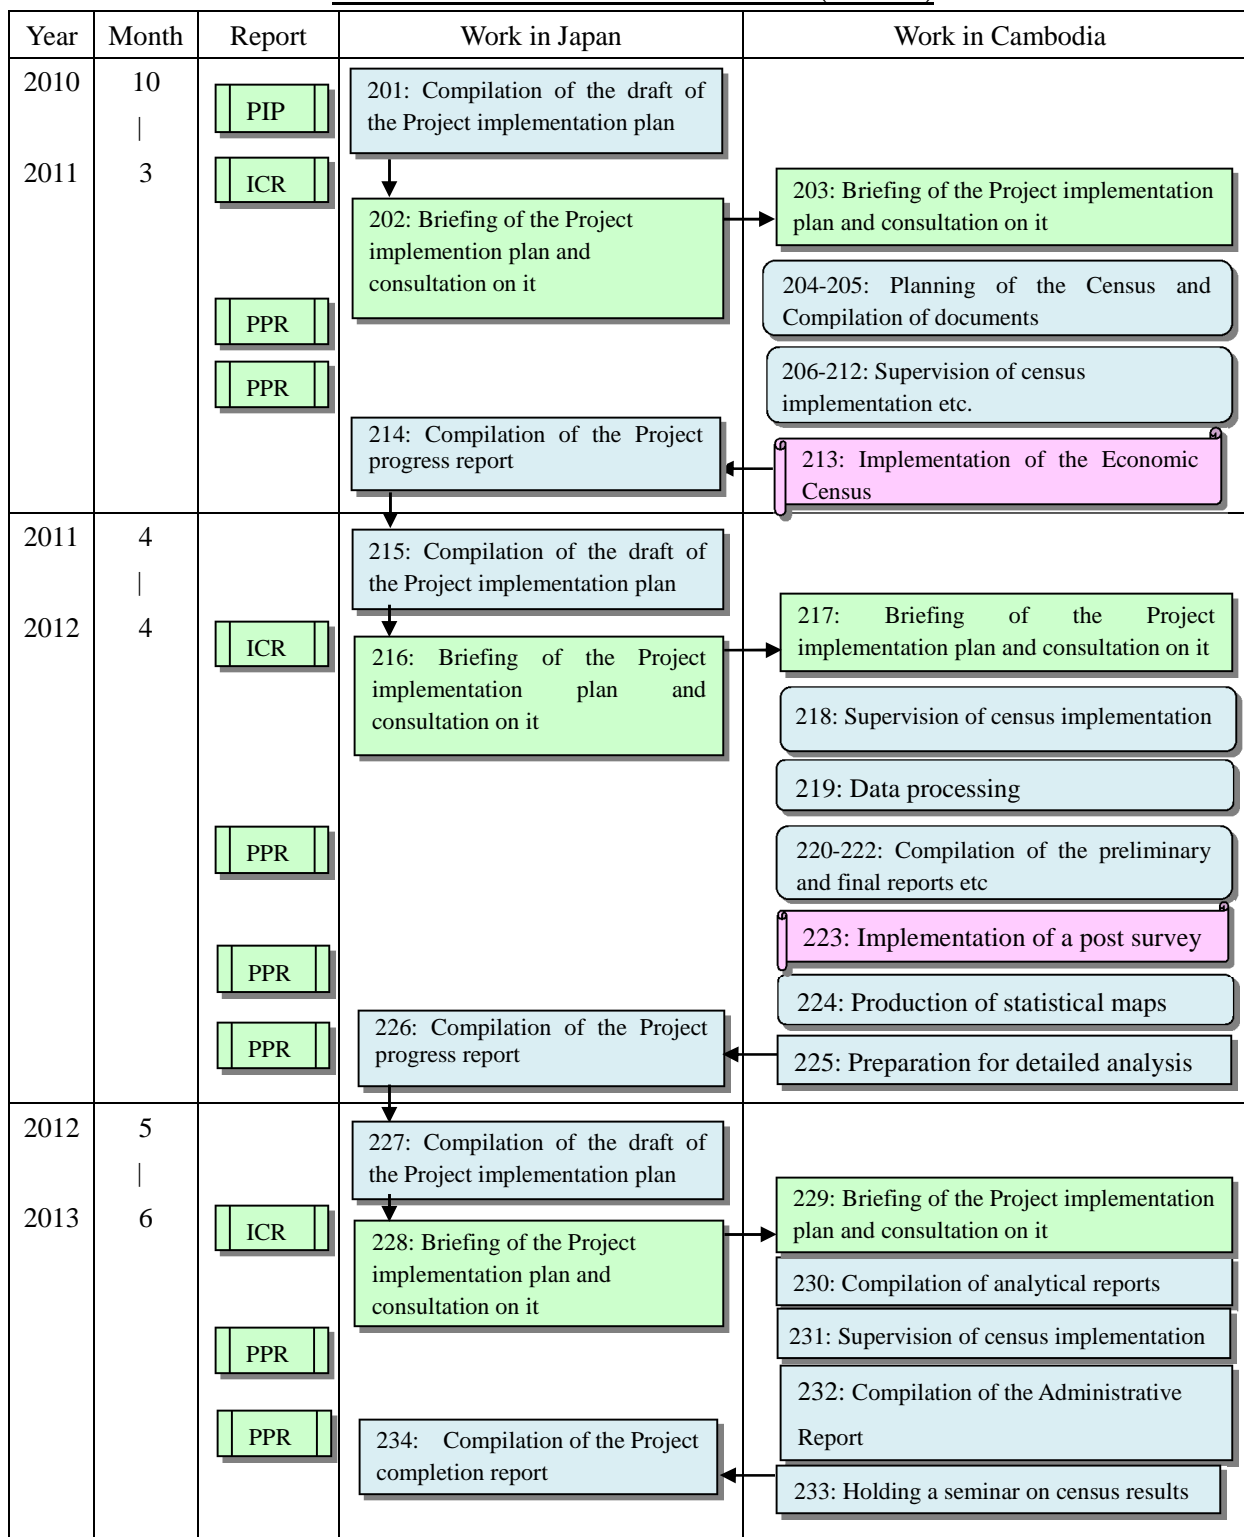 Year Month Report Work in Japan Work in Cambodia
2010 10
|
2011 3
PIP
ICR
PPR
PPR
201: Compilation of the draft of
the Project implementation plan
202: Briefing of the Project
implemention plan and
consultation on it
203: Briefing of the Project implementation
plan and consultation on it
204-205: Planning of the Census and
Compilation of documents
206-212: Supervision of census
implementation etc.
213: Implementation of the Economic
Census
214: Compilation of the Project
progress report
2011 4
|
2012 4
ICR
PPR
PPR
PPR
215: Compilation of the draft of
the Project implementation plan
216: Briefing of the Project
implementation plan and
consultation on it
217: Briefing of the Project
implementation plan and consultation on it
218: Supervision of census implementation
219: Data processing
220-222: Compilation of the preliminary
and final reports etc
223: Implementation of a post survey
224: Production of statistical maps
225: Preparation for detailed analysis
226: Compilation of the Project
progress report
2012 5
|
2013 6
ICR
PPR
PPR
227: Compilation of the draft of
the Project implementation plan
228: Briefing of the Project
implementation plan and
consultation on it
229: Briefing of the Project implementation
plan and consultation on it
230: Compilation of analytical reports
231: Supervision of census implementation
232: Compilation of the Administrative
Report
233: Holding a seminar on census results
234: Compilation of the Project
completion report